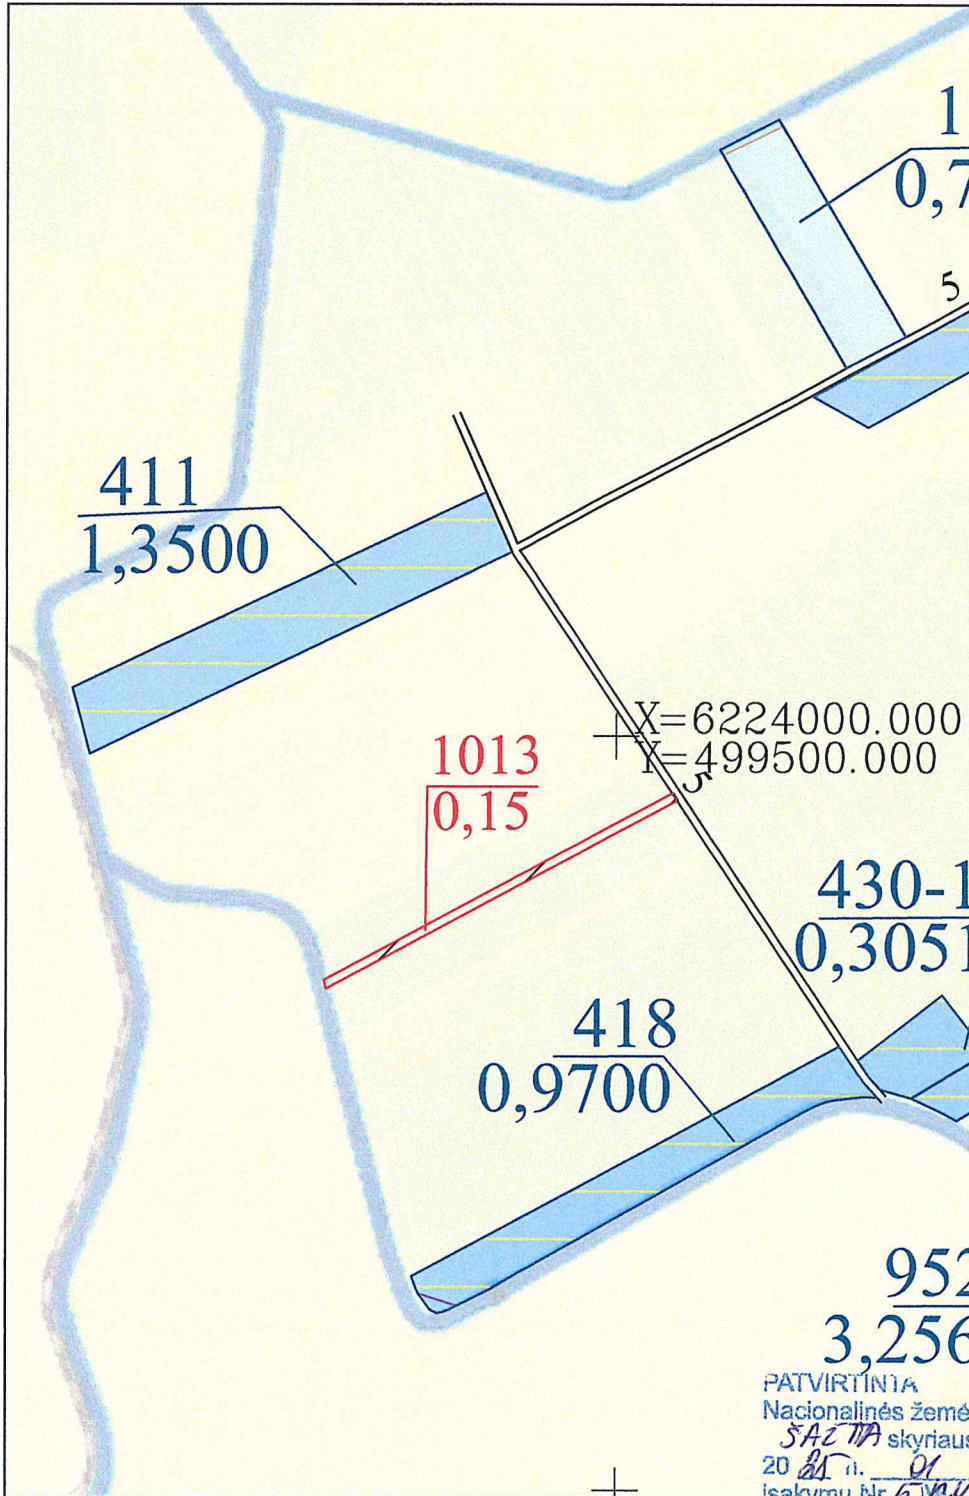 1
0,7
5
411
1,3500
X=6224000.000
Y=499500.000
5
1013
0,15
430-1
0,3051
418
0,9700
952
3,256
PATVIRTINTA
Nacionalinės žemė
skyriaus
20 n. 01
įsakymu Nr.